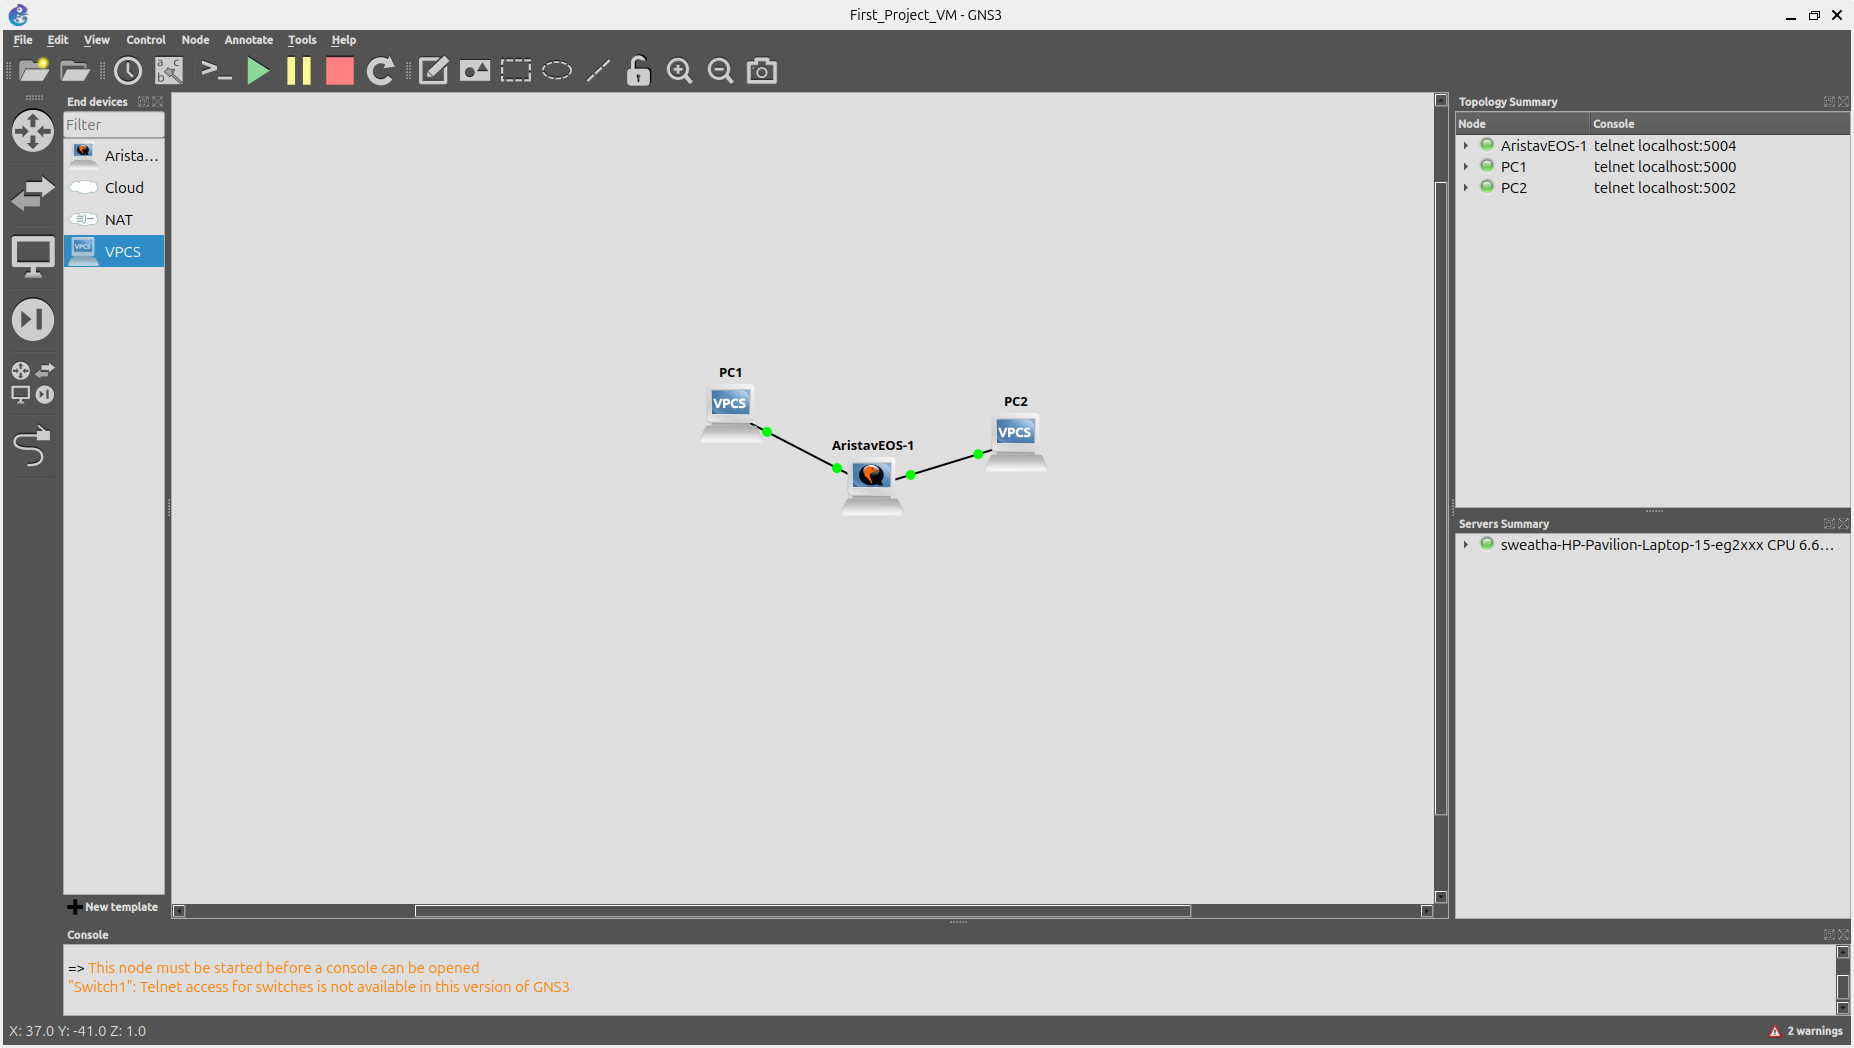 First_Project_VM - GNS3
File Edit View Control Node Annotate Tools Help
End devices
Filter
Arista...
Cloud
NAT
VPCS
VPCS
New template
PC1
VPCS
PC2
VPCS
AristavEOS-1
Topology Summary
Node Console
AristavEOS-1 telnet localhost:5004
PC1 telnet localhost:5000
PC2 telnet localhost:5002
Servers Summary
sweatha-HP-Pavilion-Laptop-15-eg2xxx CPU 6.6...
Console
=> This node must be started before a console can be opened
"Switch1": Telnet access for switches is not available in this version of GNS3
X: 37.0 Y: -41.0 Z: 1.0
2 warnings